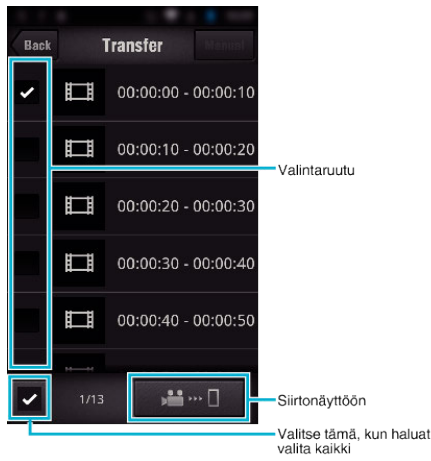 Back Transfer Manual
00:00:00 - 00:00:10
00:00:10 - 00:00:20
Valintaruutu
00:00:20 - 00:00:30
00:00:30 - 00:00:40
00:00:40 - 00:00:50
1/13
Siirtonäyttöön
Valitse tämä, kun haluat
valita kaikki